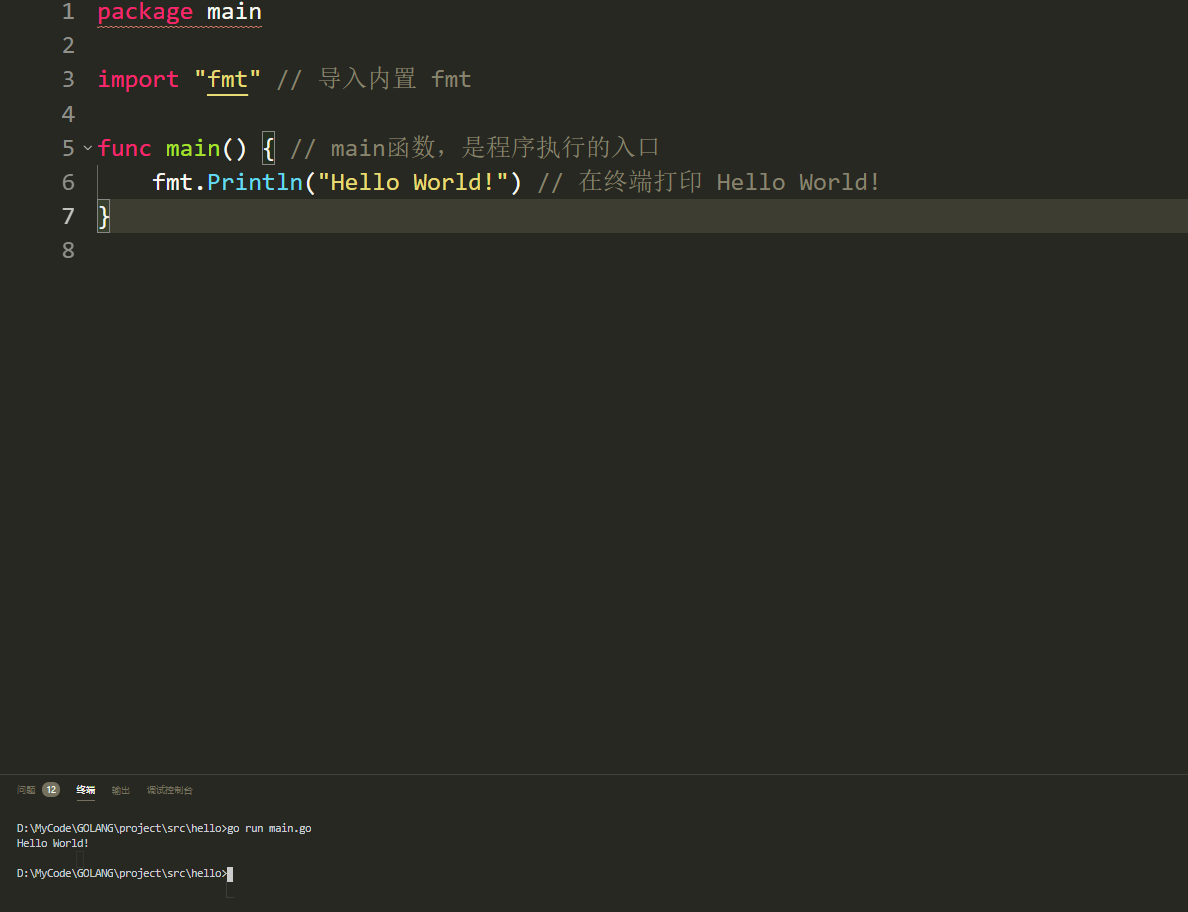 1 package main
2
3 import "fmt" // 导入内置 fmt
4
5 func main() { // main函数，是程序执行的入口
6     fmt.Println("Hello World!") // 在终端打印 Hello World!
7 }
8
问题 12 终端 输出 调试控制台
D:\MyCode\GOLANG\project\src\hello>go run main.go
Hello World!
D:\MyCode\GOLANG\project\src\hello>